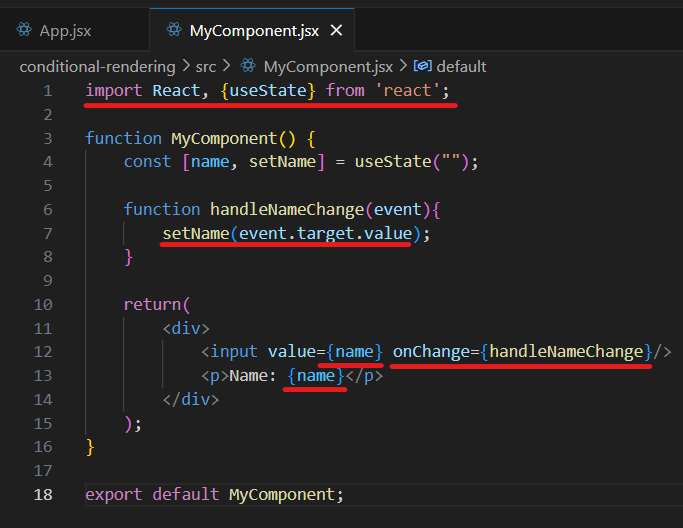 App.jsx MyComponent.jsx
conditional-rendering > src > MyComponent.jsx > default
1 import React, {useState} from 'react';
2
3 function MyComponent() {
4 const [name, setName] = useState("");
5
6 function handleNameChange(event){
7 setName(event.target.value);
8 }
9
10 return(
11 <div>
12 <input value={name} onChange={handleNameChange}/>
13 <p>Name: {name}</p>
14 </div>
15 );
16 }
17
18 export default MyComponent;